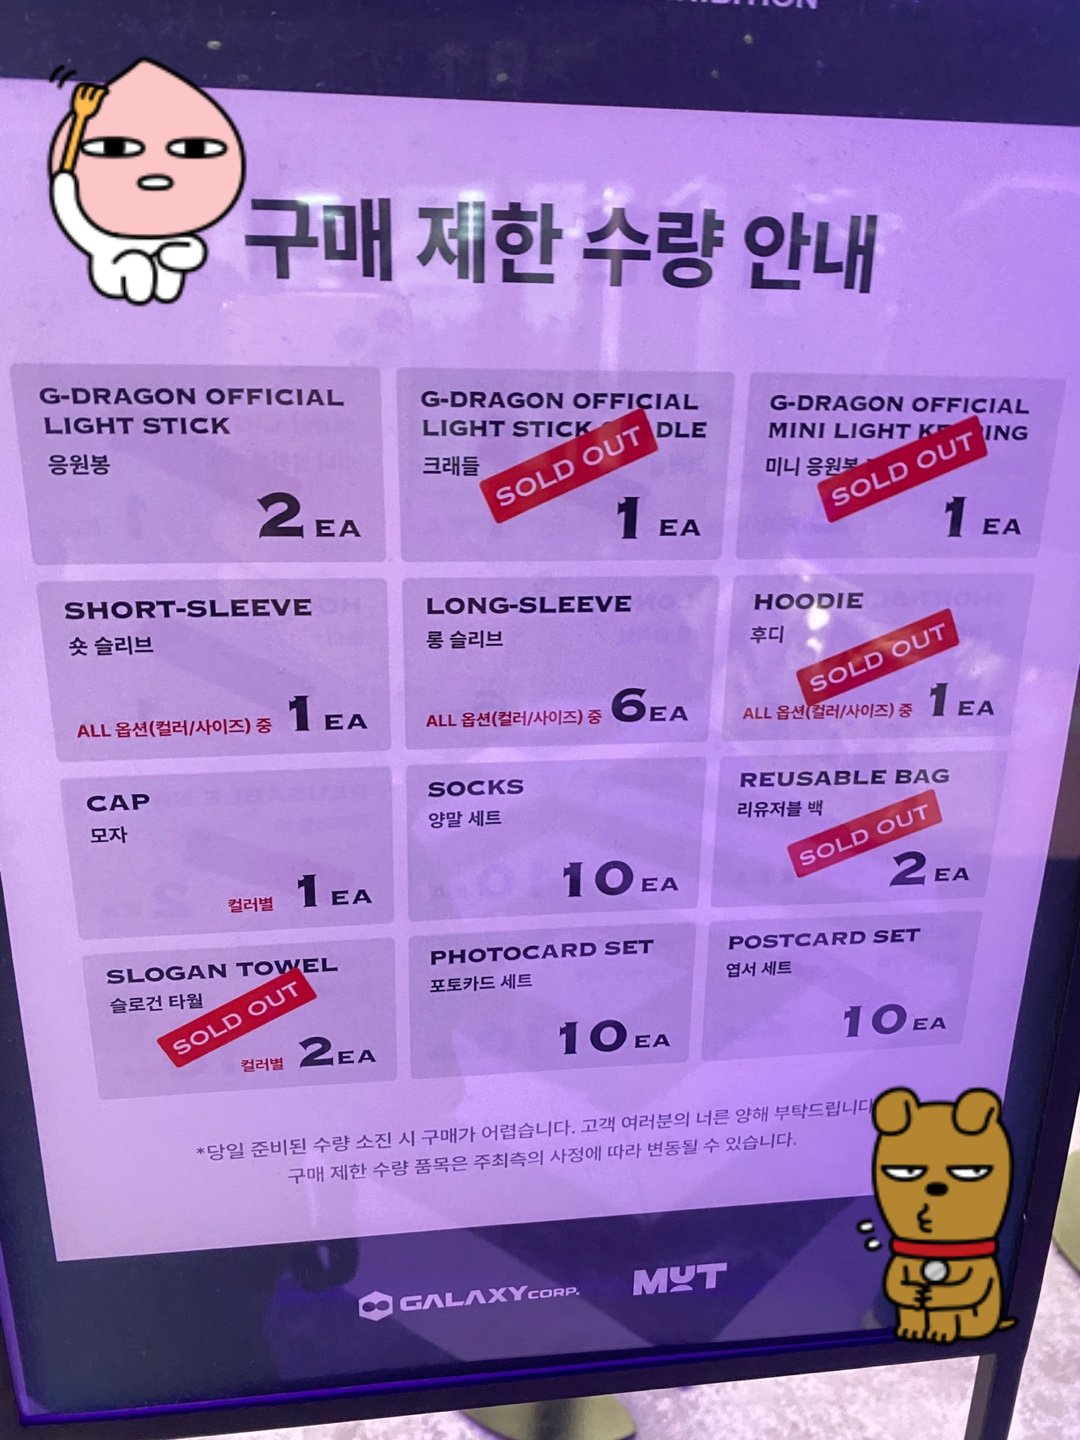 구매 제한 수량 안내
G-DRAGON OFFICIAL
LIGHT STICK
응원봉
2 EA
G-DRAGON OFFICIAL
LIGHT STICK DLE
크래들
SOLD OUT
1 EA
G-DRAGON OFFICIAL
MINI LIGHT
미니 응원봉
SOLD OUT
1 EA
SHORT-SLEEVE
숏 슬리브
ALL 옵션(컬러/사이즈) 중 1 EA
LONG-SLEEVE
롱 슬리브
ALL 옵션(컬러/사이즈) 중 6 EA
HOODIE
후디
SOLD OUT
ALL 옵션(컬러/사이즈) 중 1 EA
CAP
모자
컬러별 1 EA
SOCKS
양말 세트
10 EA
REUSABLE BAG
리유저블 백
SOLD OUT
2 EA
SLOGAN TOWEL
슬로건 타월
SOLD OUT
컬러별 2 EA
PHOTOCARD SET
포토카드 세트
10 EA
POSTCARD SET
엽서 세트
10 EA
*당일 준비된 수량 소진 시 구매가 어렵습니다. 고객 여러분의 너른 양해 부탁드립니다
구매 제한 수량 품목은 주최측의 사정에 따라 변동될 수 있습니다.
GALAXY CORP. MUT